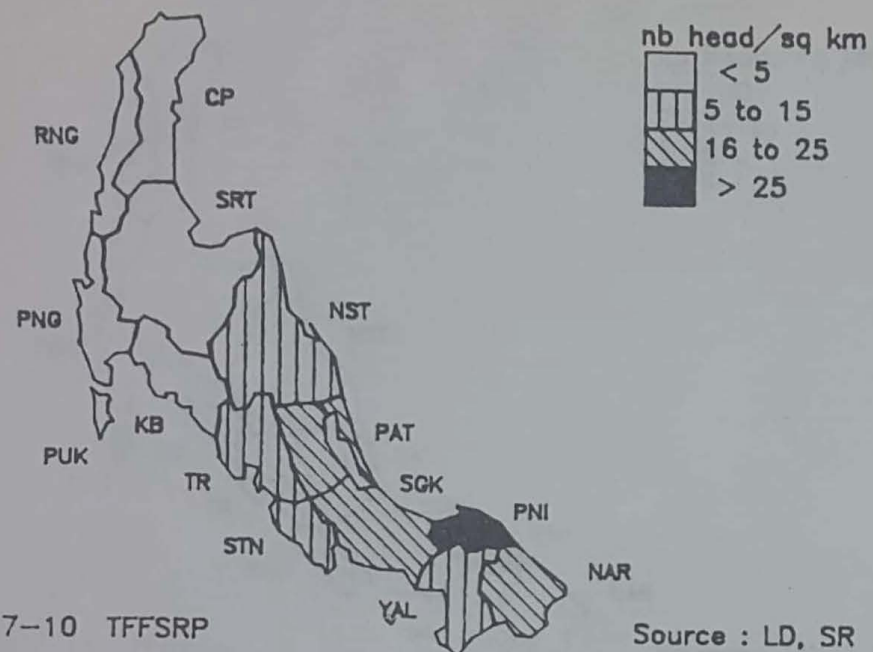 nb head/sq km
< 5
5 to 15
16 to 25
> 25
CP
RNG
SRT
PNG
NST
KB
PUK
PAT
TR
SGK
PNI
STN
NAR
YAL
7-10 TFFSRP
Source : LD, SR